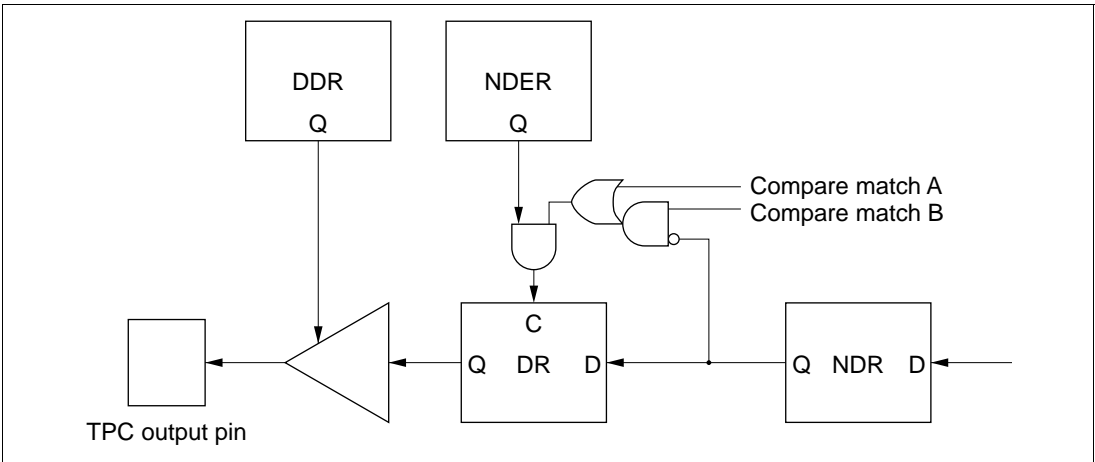 DDR
Q
NDER
Q
Compare match A
Compare match B
C
Q DR D
Q NDR D
TPC output pin